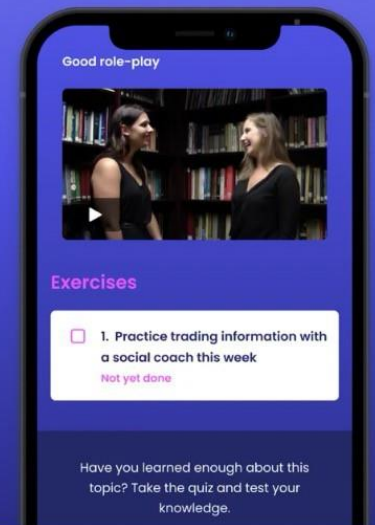 Good role-play
Exercises
1. Practice trading information with
a social coach this week
Not yet done
Have you learned enough about this
topic? Take the quiz and test your
knowledge.